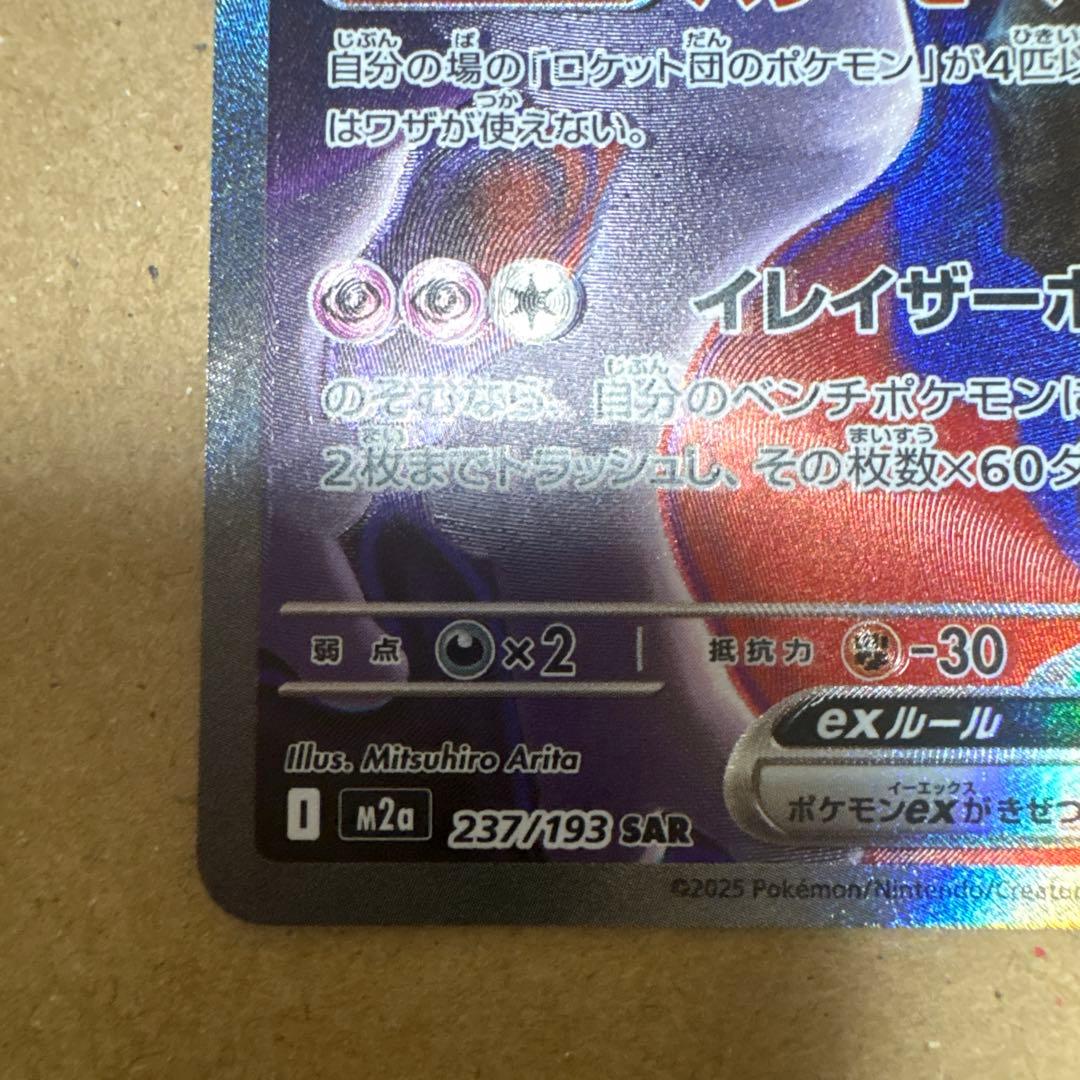 自分の場の「ロケット団のポケモン」が4匹以
はワザが使えない。
イレイザーボ
のぞむなら、自分のベンチポケモンに
2枚までトラッシュし、その枚数×60ダ
弱点 ×2 抵抗力 -30
exルール
ポケモンexがきぜつ
Illus. Mitsuhiro Arita
I m2a 237/193 SAR
©2025 Pokémon/Nintendo/Creatur